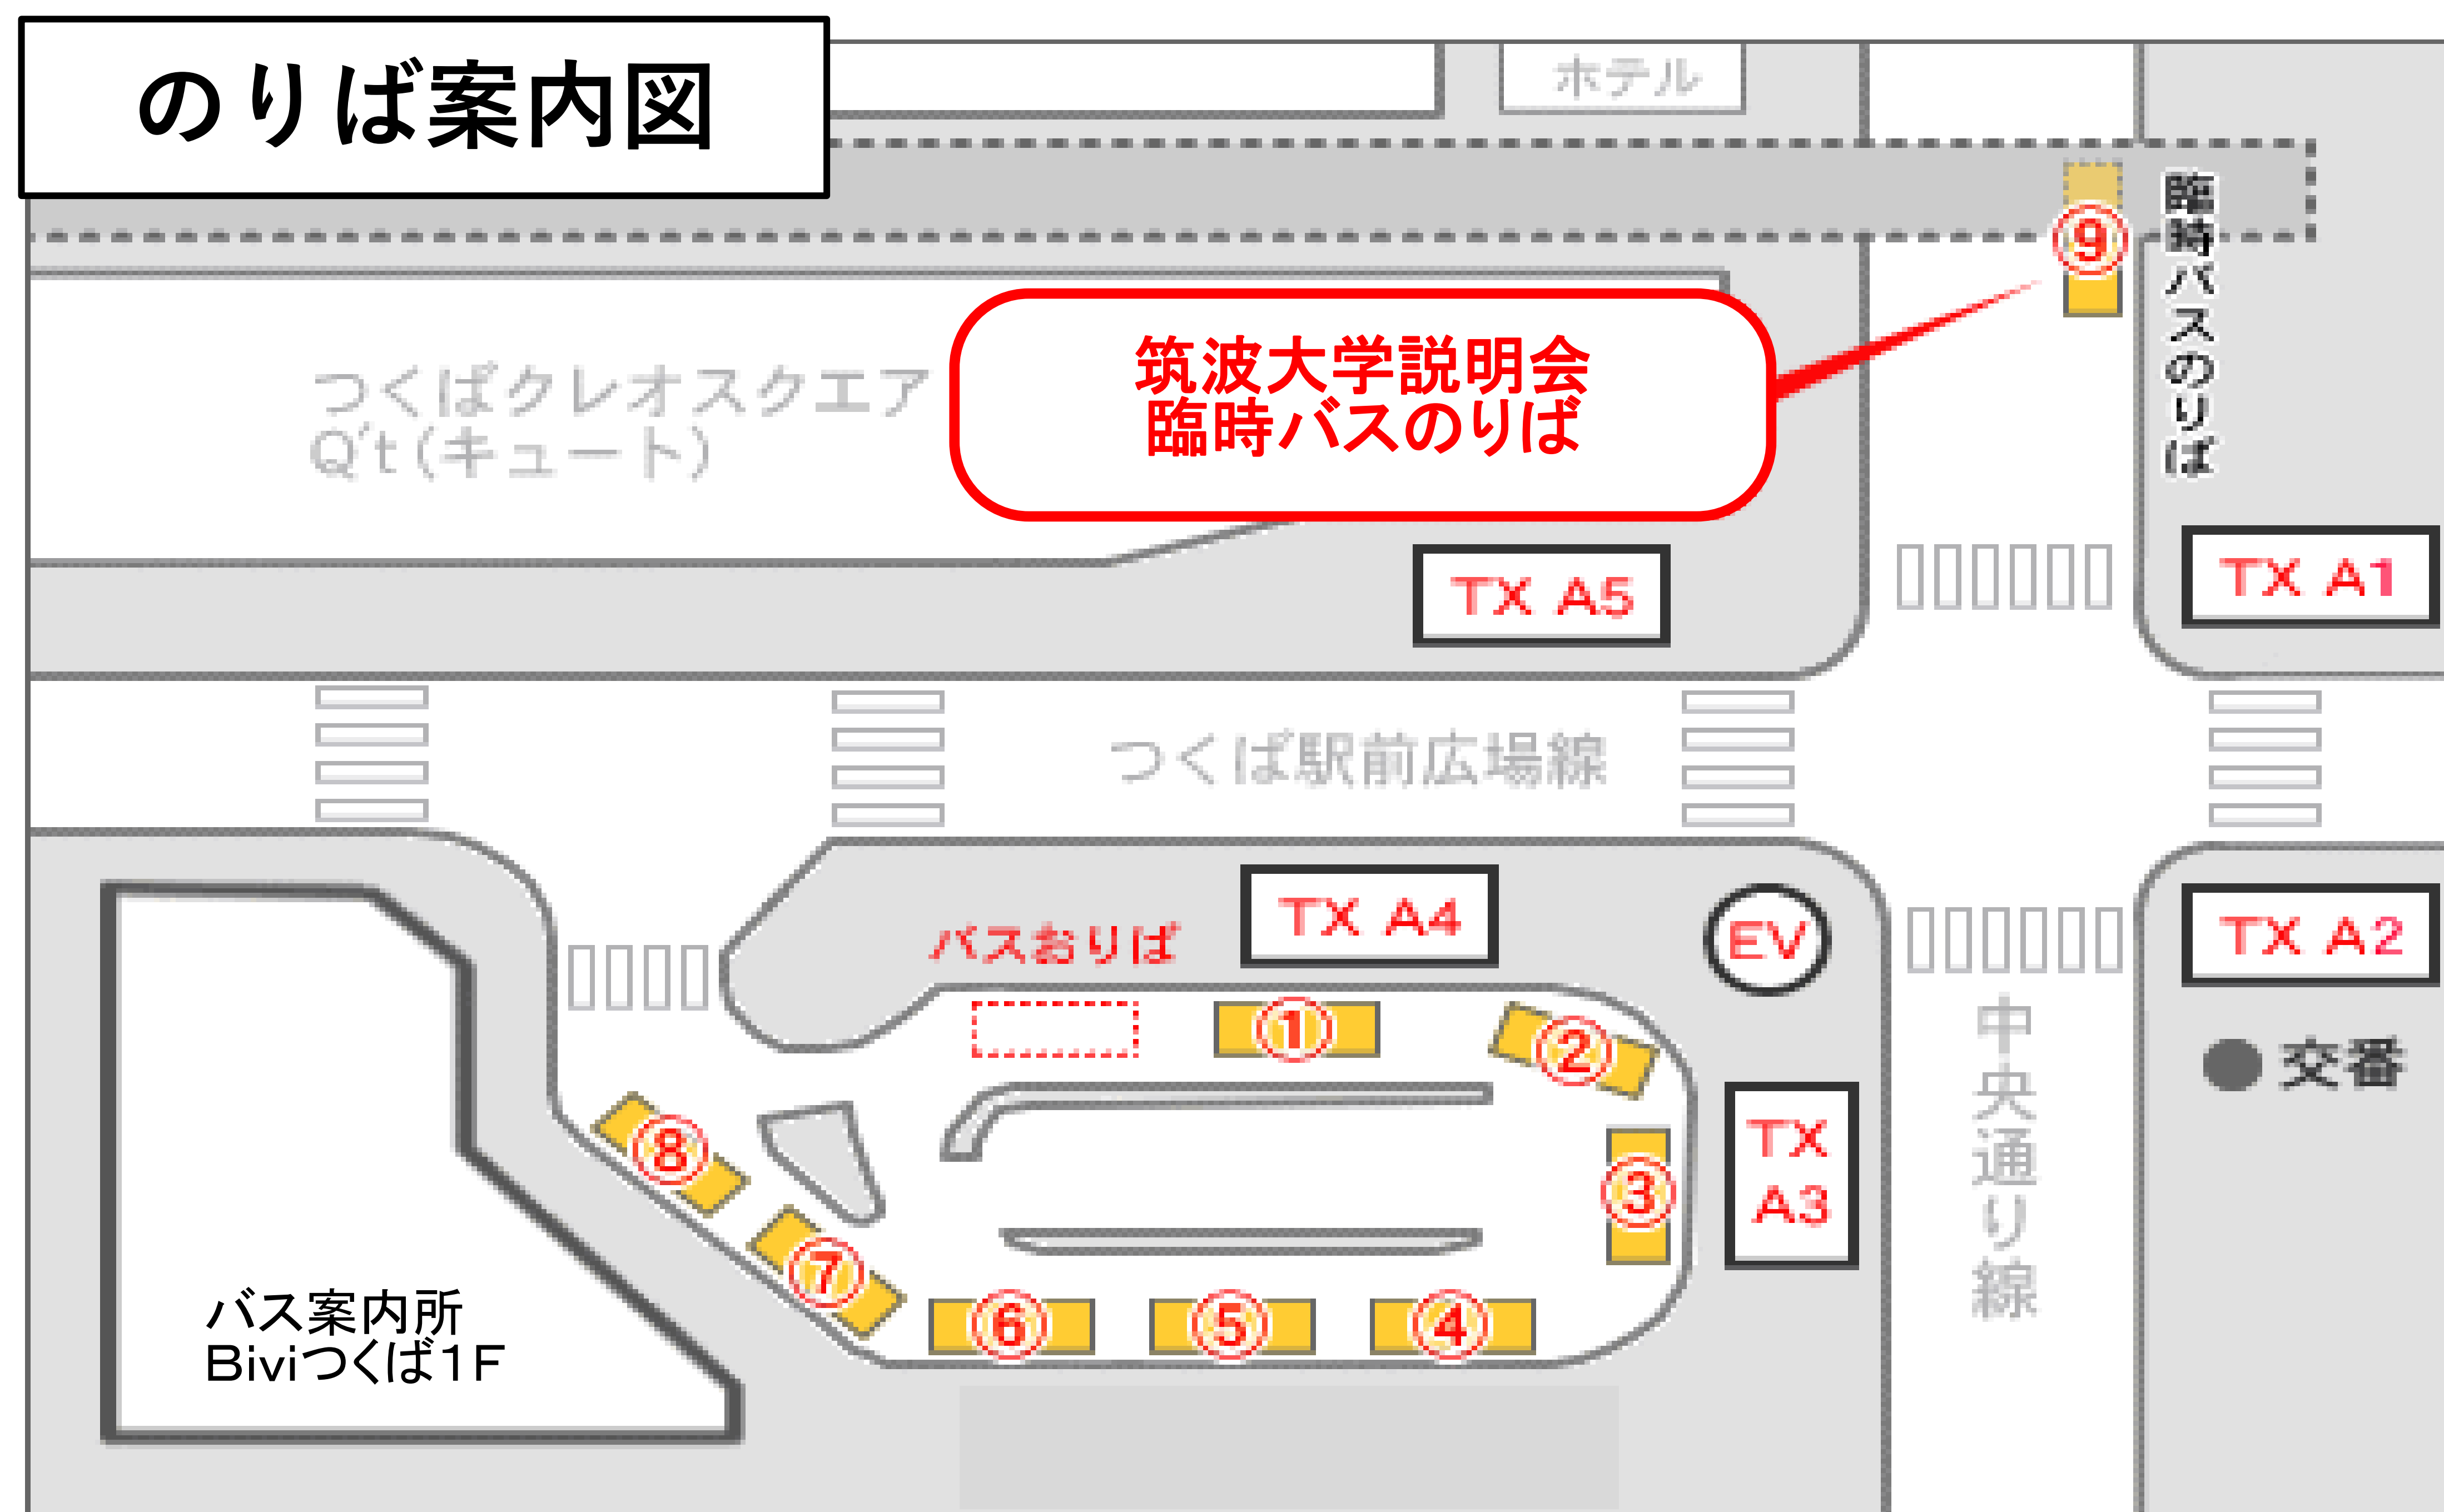 のりば案内図
ホテル
⑨
臨時バスのりば
筑波大学説明会
臨時バスのりば
つくばクレオスクエア
Q't(キュート)
TX A5
TX A1
つくば駅前広場線
TX A4
EV
TX A2
バスおりば
①
②
中央通り線
交番
TX
A3
③
⑧
⑦
⑥
⑤
④
バス案内所
Biviつくば1F